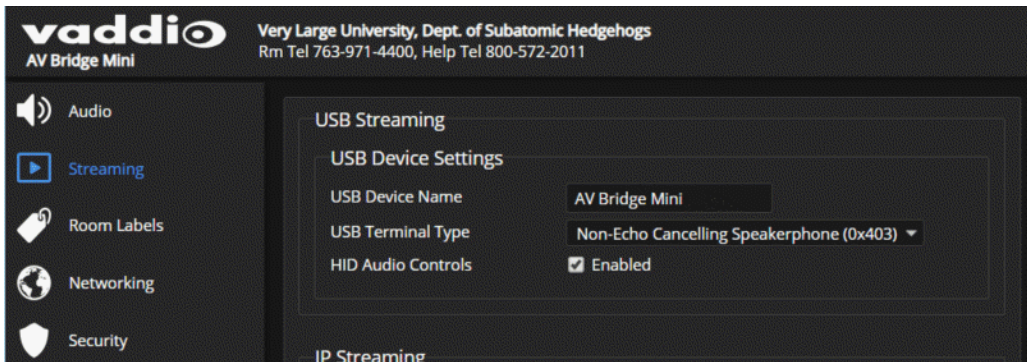 vaddio
AV Bridge Mini
Very Large University, Dept. of Subatomic Hedgehogs
Rm Tel 763-971-4400, Help Tel 800-572-2011
Audio
Streaming
Room Labels
Networking
Security
USB Streaming
USB Device Settings
USB Device Name AV Bridge Mini
USB Terminal Type Non-Echo Cancelling Speakerphone (0x403)
HID Audio Controls Enabled
IP Streaming